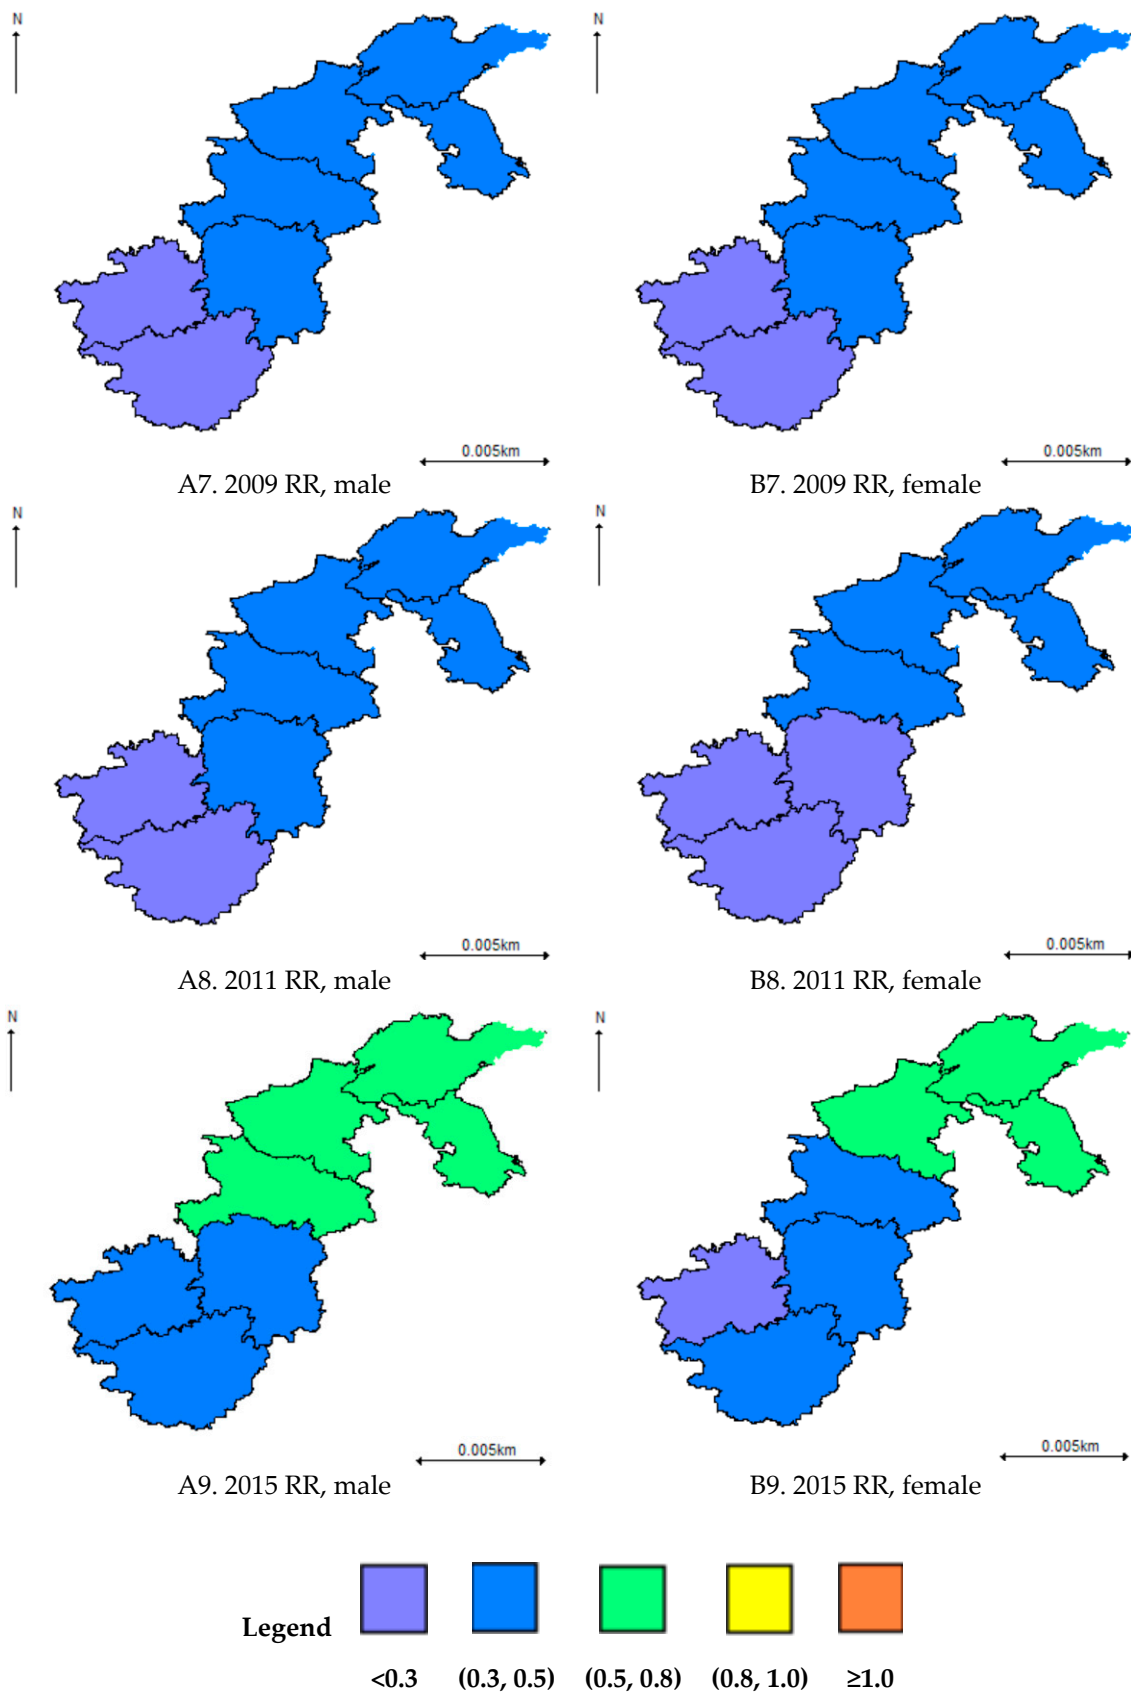 N N
0.005km 0.005km
A7. 2009 RR, male B7. 2009 RR, female
N N
0.005km 0.005km
A8. 2011 RR, male B8. 2011 RR, female
N N
0.005km 0.005km
A9. 2015 RR, male B9. 2015 RR, female
Legend
<0.3 (0.3, 0.5) (0.5, 0.8) (0.8, 1.0) ≥1.0